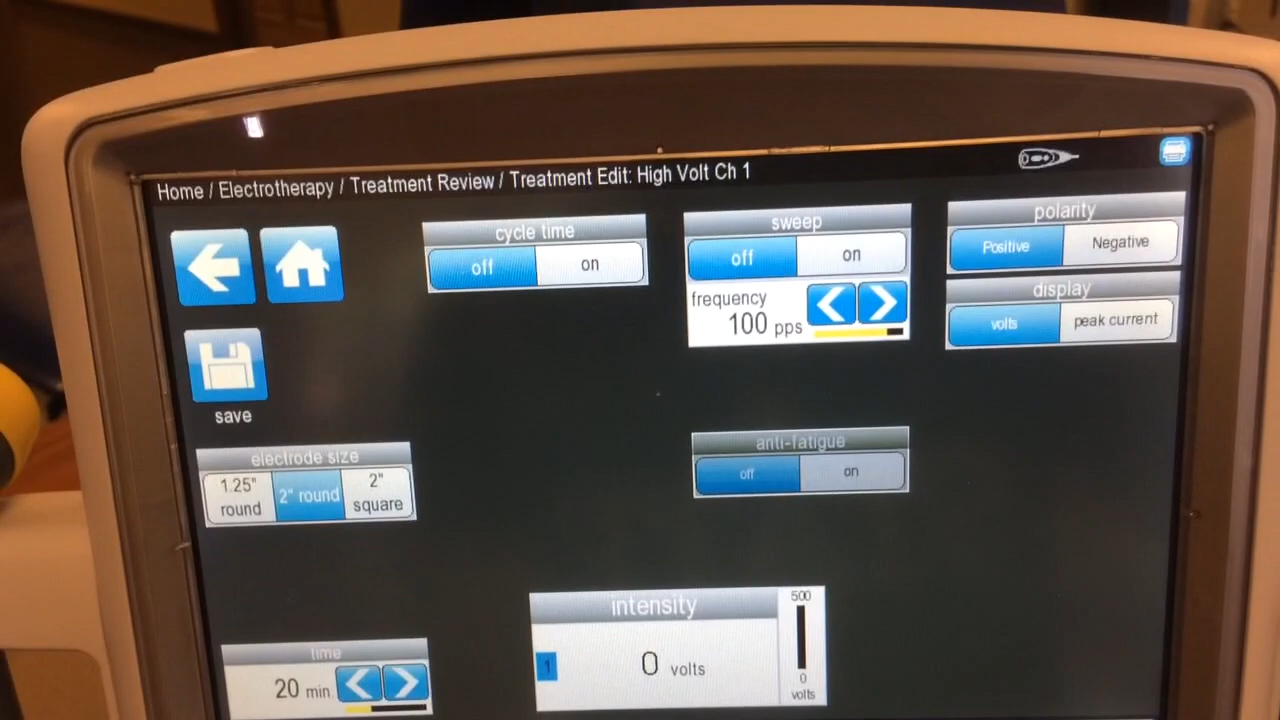 Home / Electrotherapy / Treatment Review / Treatment Edit: High Volt Ch 1
cycle time
off on
sweep
off on
frequency
100 pps
polarity
Positive Negative
display
volts peak current
save
electrode size
1.25" round
2" round
2" square
anti-fatigue
off on
time
20 min
intensity
1
0 volts
500
0
volts